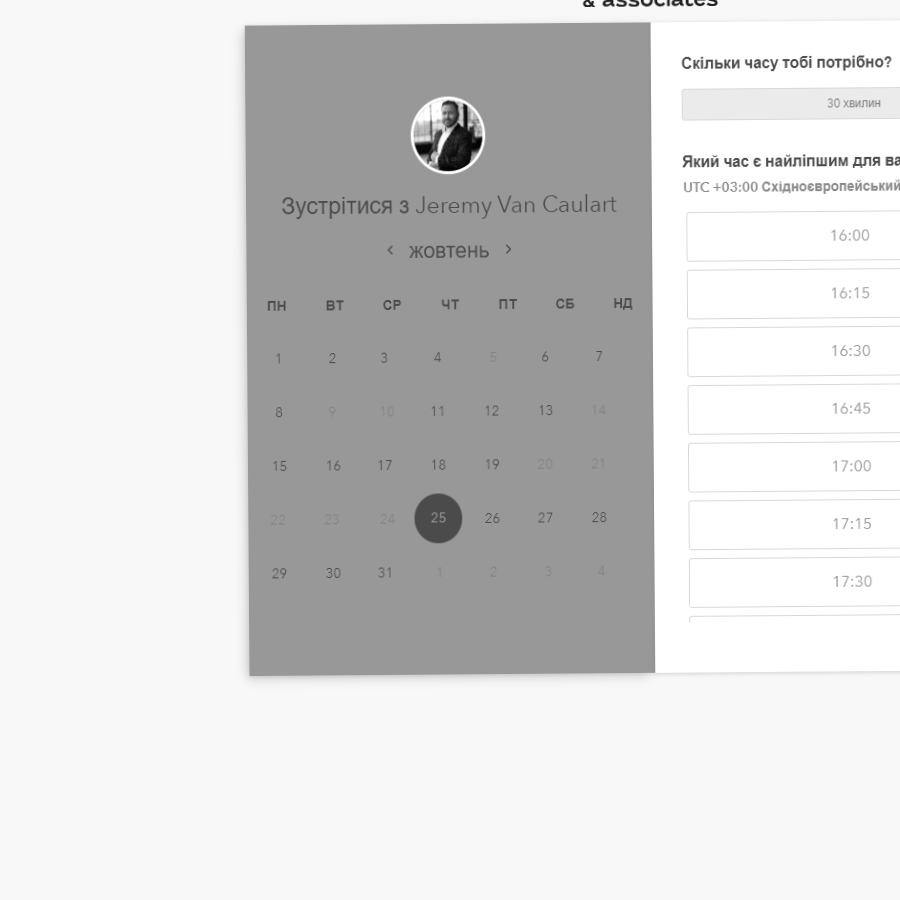 & associates
Зустрітися з Jeremy Van Caulart
‹ жовтень ›
ПН ВТ СР ЧТ ПТ СБ НД
1 2 3 4 5 6 7
8 9 10 11 12 13 14
15 16 17 18 19 20 21
22 23 24 25 26 27 28
29 30 31 1 2 3 4
Скільки часу тобі потрібно?
30 хвилин
Який час є найліпшим для ва
UTC +03:00 Східноєвропейський
16:00
16:15
16:30
16:45
17:00
17:15
17:30